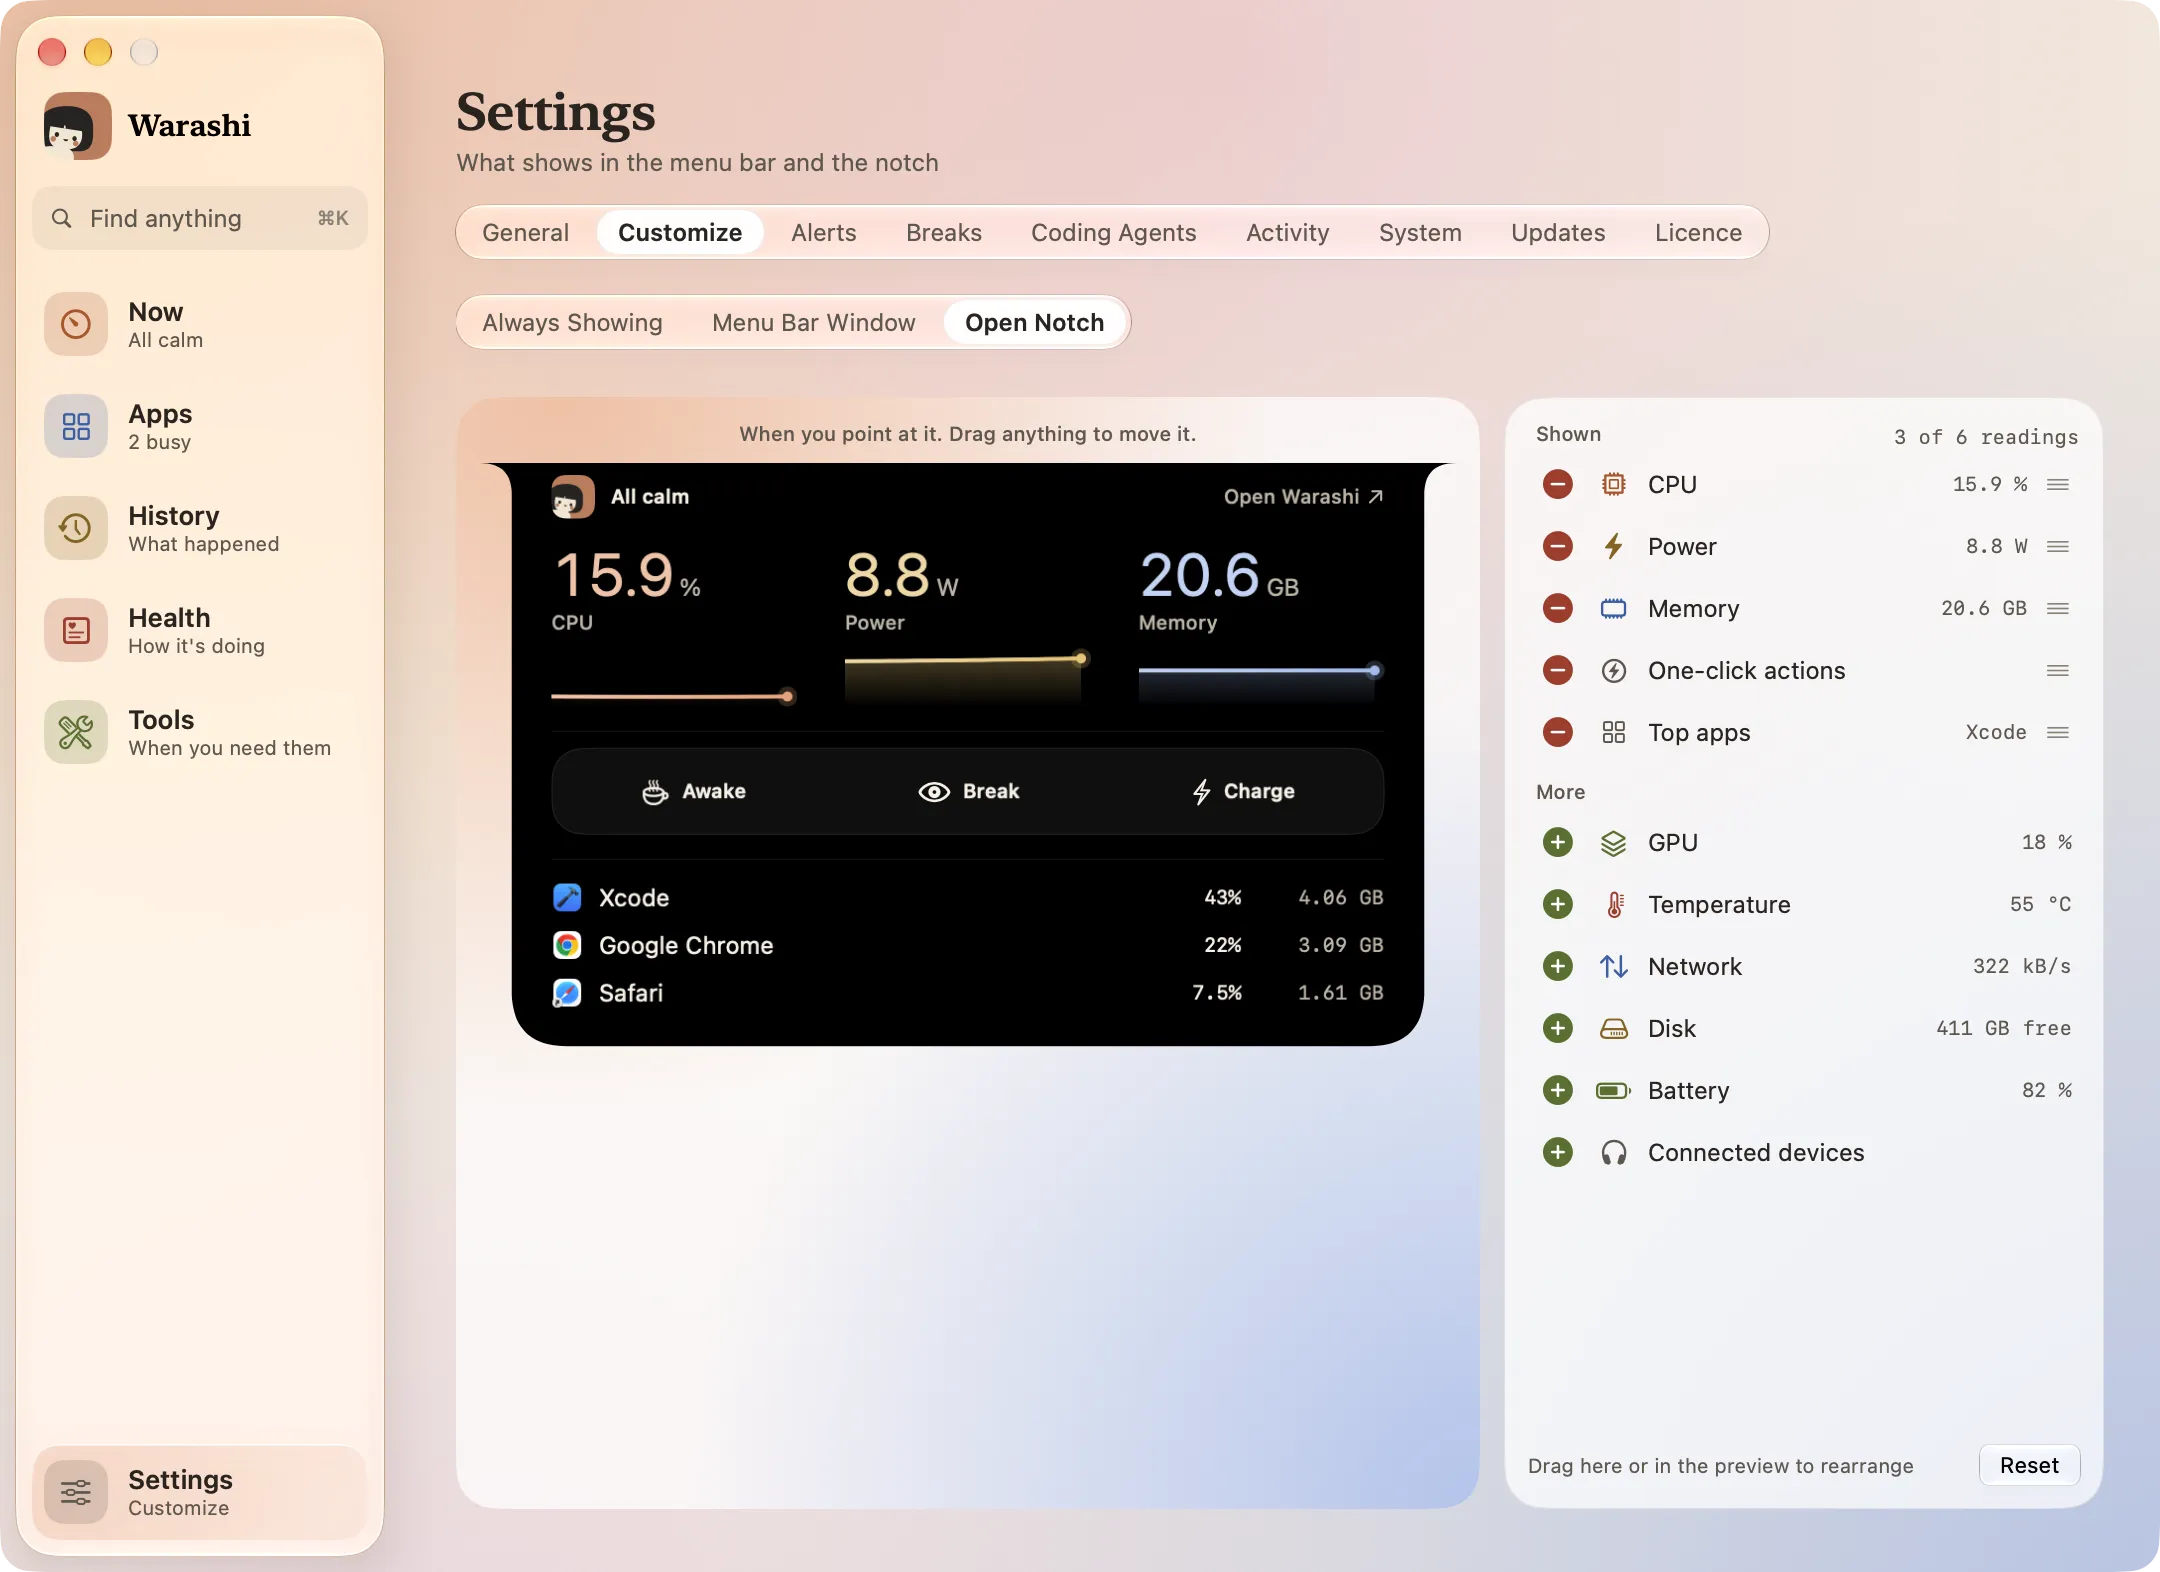 Warashi
Find anything ⌘K
Now
All calm
Apps
2 busy
History
What happened
Health
How it's doing
Tools
When you need them
Settings
Customize
Settings
What shows in the menu bar and the notch
General Customize Alerts Breaks Coding Agents Activity System Updates Licence
Always Showing Menu Bar Window Open Notch
When you point at it. Drag anything to move it.
All calm Open Warashi ↗
15.9 % 8.8 W 20.6 GB
CPU Power Memory
Awake Break Charge
Xcode 43% 4.06 GB
Google Chrome 22% 3.09 GB
Safari 7.5% 1.61 GB
Shown 3 of 6 readings
CPU 15.9 %
Power 8.8 W
Memory 20.6 GB
One-click actions
Top apps Xcode
More
GPU 18 %
Temperature 55 °C
Network 322 kB/s
Disk 411 GB free
Battery 82 %
Connected devices
Drag here or in the preview to rearrange Reset